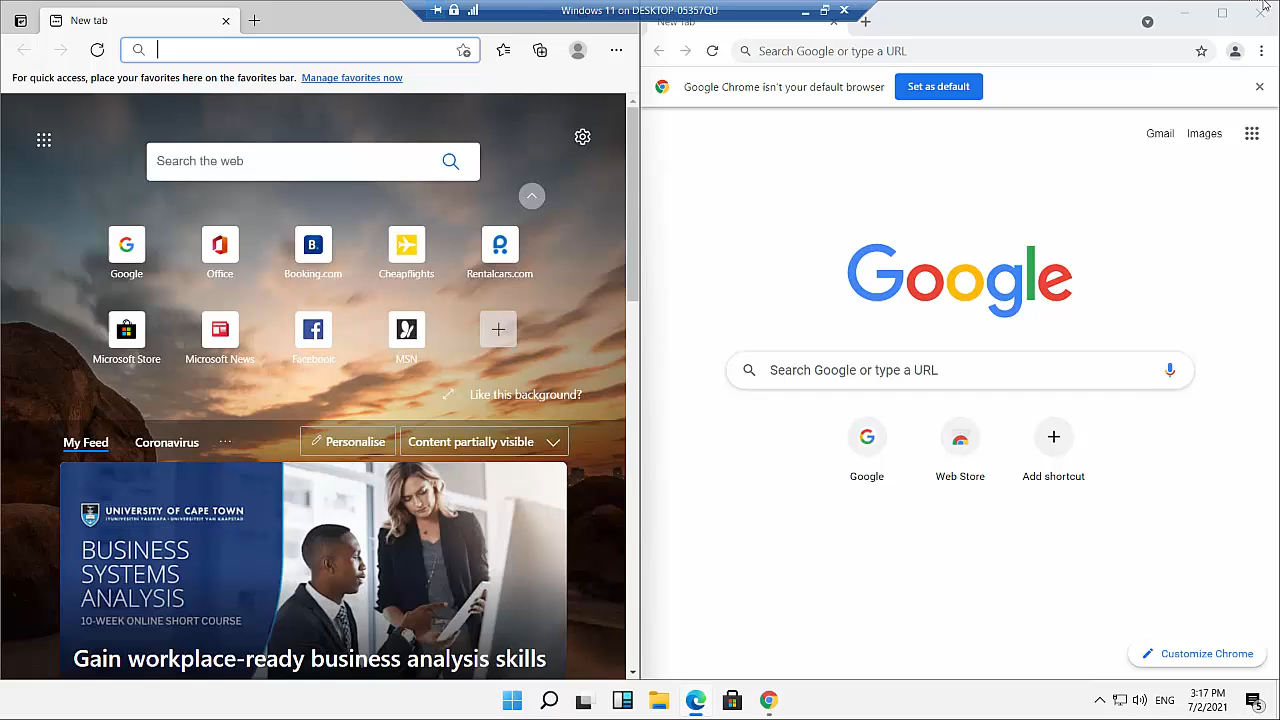 Windows 11 on DESKTOP-05357QU
New tab
For quick access, place your favorites here on the favorites bar. Manage favorites now
Search the web
Google
Office
Booking.com
Cheapflights
Rentalcars.com
Microsoft Store
Microsoft News
Facebook
MSN
Like this background?
My Feed
Coronavirus
Personalise
Content partially visible
UNIVERSITY OF CAPE TOWN
BUSINESS
SYSTEMS
ANALYSIS
10-WEEK ONLINE SHORT COURSE
Gain workplace-ready business analysis skills
New Tab
Search Google or type a URL
Google Chrome isn't your default browser
Set as default
Gmail
Images
Google
Search Google or type a URL
Google
Web Store
Add shortcut
Customize Chrome
ENG
3:17 PM
7/2/2021
5